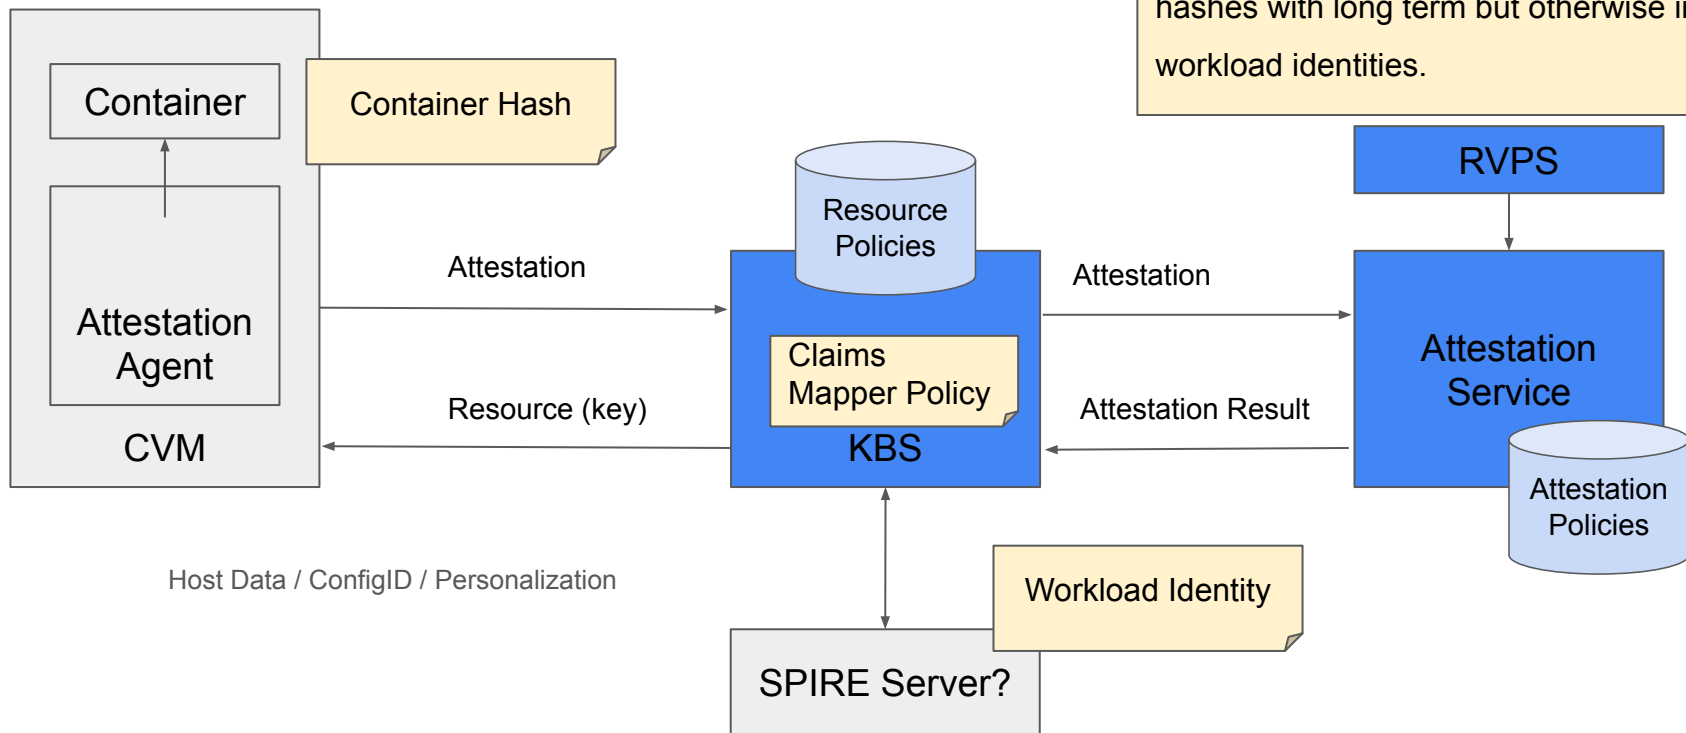 hashes with long term but otherwise
workload identities.
Container
Container Hash
RVPS
Resource
Policies
Attestation
Attestation
Attestation
Agent
Claims
Mapper Policy
Attestation
Service
Resource (key)
Attestation Result
CVM
KBS
Attestation
Policies
Host Data / ConfigID / Personalization
Workload Identity
SPIRE Server?